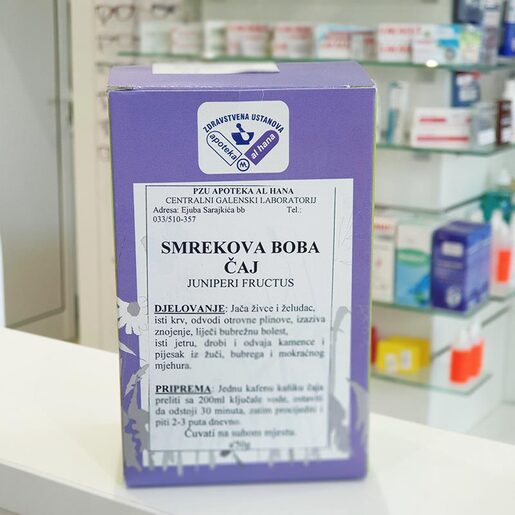 ZDRAVSTVENA USTANOVA
apoteka al hana
PZU APOTEKA AL HANA
CENTRALNI GALENSKI LABORATORIJ
Adresa: Ejuba Sarajkića bb Tel.:
033/510-357
SMREKOVA BOBA
ČAJ
JUNIPERI FRUCTUS
DJELOVANJE: Jača živce i želudac,
isti krv, odvodi otrovne plinove, izaziva
znojenje, liječi bubrežnu bolest,
isti jetru, drobi i odvaja kamence i
pijesak iz žuči, bubrega i mokraćnog
mjehura.
PRIPREMA: Jednu kafenu kašiku čaja
preliti sa 200ml ključale vode, ostaviti
da odstoji 30 minuta, zatim procijediti i
piti 2-3 puta dnevno.
Čuvati na suhom mjestu.